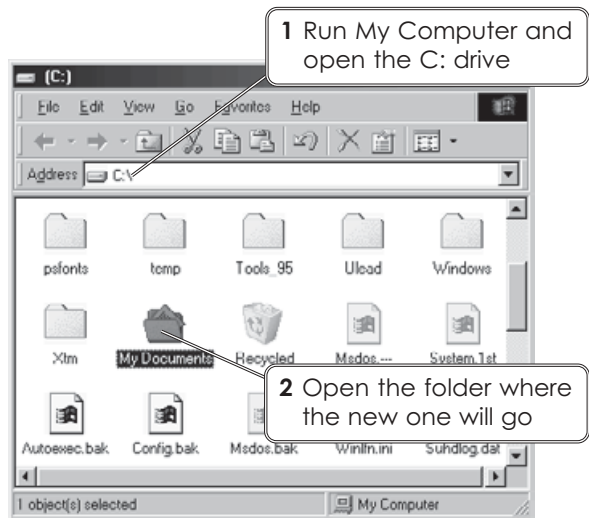 1 Run My Computer and
open the C: drive
(C:)
File Edit View Go Favorites Help
Address C:\
psfonts temp Tools_95 Ulead Windows
Xtm My Documents Recycled Msdos.--- System.1st
2 Open the folder where
the new one will go
Autoexec.bak Config.bak Msdos.bak Winlfn.ini Suhdlog.dat
1 object(s) selected My Computer